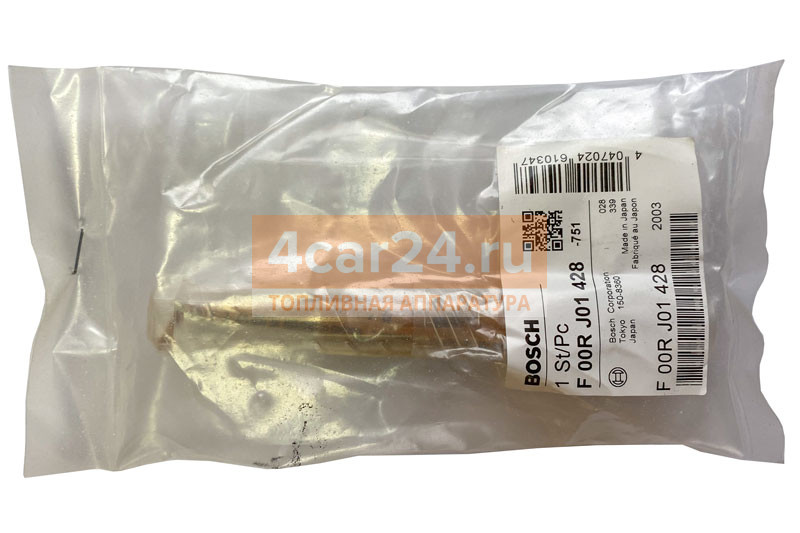 4car24.ru
ТОПЛИВНАЯ АППАРАТУРА
BOSCH
1 St/Pc
F 00R J01 428
-751
Bosch Corporation
Tokyo 150-8360
Japan
028
339
Made in Japan
Fabriqué au Japon
F 00R J01 428
2003
4 047024 610347